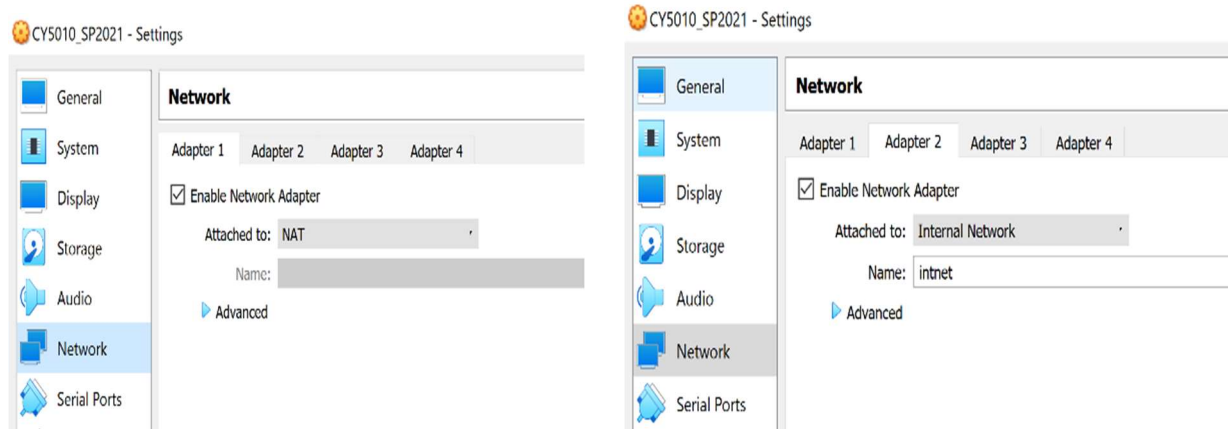 CY5010_SP2021 - Settings
General
System
Display
Storage
Audio
Network
Serial Ports
Network
Adapter 1 Adapter 2 Adapter 3 Adapter 4
Enable Network Adapter
Attached to: NAT
Name:
Advanced
CY5010_SP2021 - Settings
General
System
Display
Storage
Audio
Network
Serial Ports
Network
Adapter 1 Adapter 2 Adapter 3 Adapter 4
Enable Network Adapter
Attached to: Internal Network
Name: intnet
Advanced